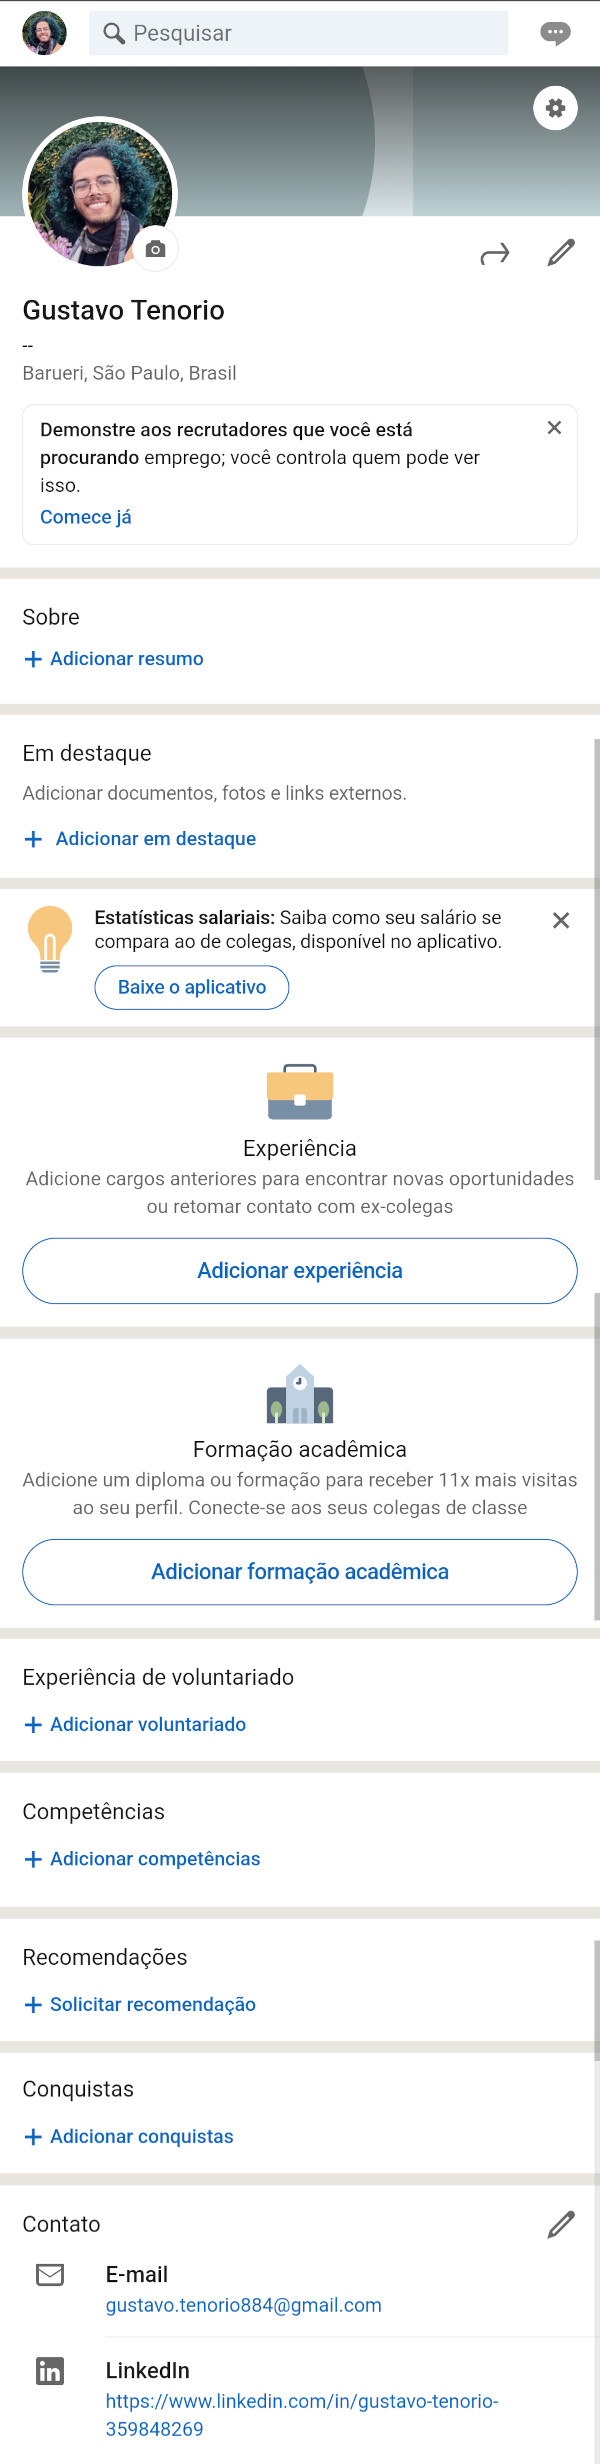 Pesquisar
Gustavo Tenorio
--
Barueri, São Paulo, Brasil
Demonstre aos recrutadores que você está
procurando emprego; você controla quem pode ver
isso.
Comece já
Sobre
+ Adicionar resumo
Em destaque
Adicionar documentos, fotos e links externos.
+ Adicionar em destaque
Estatísticas salariais: Saiba como seu salário se
compara ao de colegas, disponível no aplicativo.
Baixe o aplicativo
Experiência
Adicione cargos anteriores para encontrar novas oportunidades
ou retomar contato com ex-colegas
Adicionar experiência
Formação acadêmica
Adicione um diploma ou formação para receber 11x mais visitas
ao seu perfil. Conecte-se aos seus colegas de classe
Adicionar formação acadêmica
Experiência de voluntariado
+ Adicionar voluntariado
Competências
+ Adicionar competências
Recomendações
+ Solicitar recomendação
Conquistas
+ Adicionar conquistas
Contato
E-mail
gustavo.tenorio884@gmail.com
in
LinkedIn
https://www.linkedin.com/in/gustavo-tenorio-
359848269